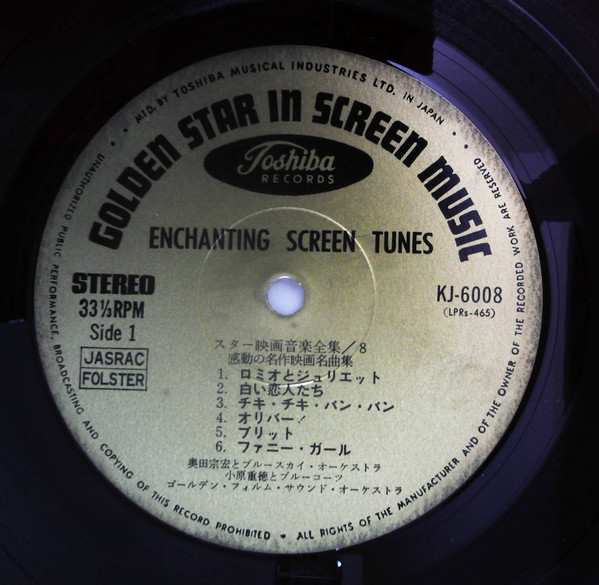 MFD. BY TOSHIBA MUSICAL INDUSTRIES LTD. IN JAPAN
GOLDEN STAR IN SCREEN MUSIC
Toshiba
RECORDS
ENCHANTING SCREEN TUNES
STEREO
33⅓RPM
Side 1
JASRAC
FOLSTER
KJ-6008
(LPRs-465)
スター映画音楽全集/8
感動の名作映画名曲集
1. ロミオとジュリエット
2. 白い恋人たち
3. チキ・チキ・バン・バン
4. オリバー!
5. ブリット
6. ファニー・ガール
奥田宗宏とブルースカイ・オーケストラ
小原重徳とブルーコーツ
ゴールデン・フィルム・サウンド・オーケストラ
UNAUTHORIZED PUBLIC PERFORMANCE, BROADCASTING AND COPYING OF THIS RECORD PROHIBITED • ALL RIGHTS OF THE MANUFACTURER AND OF THE OWNER OF THE RECORDED WORK ARE RESERVED